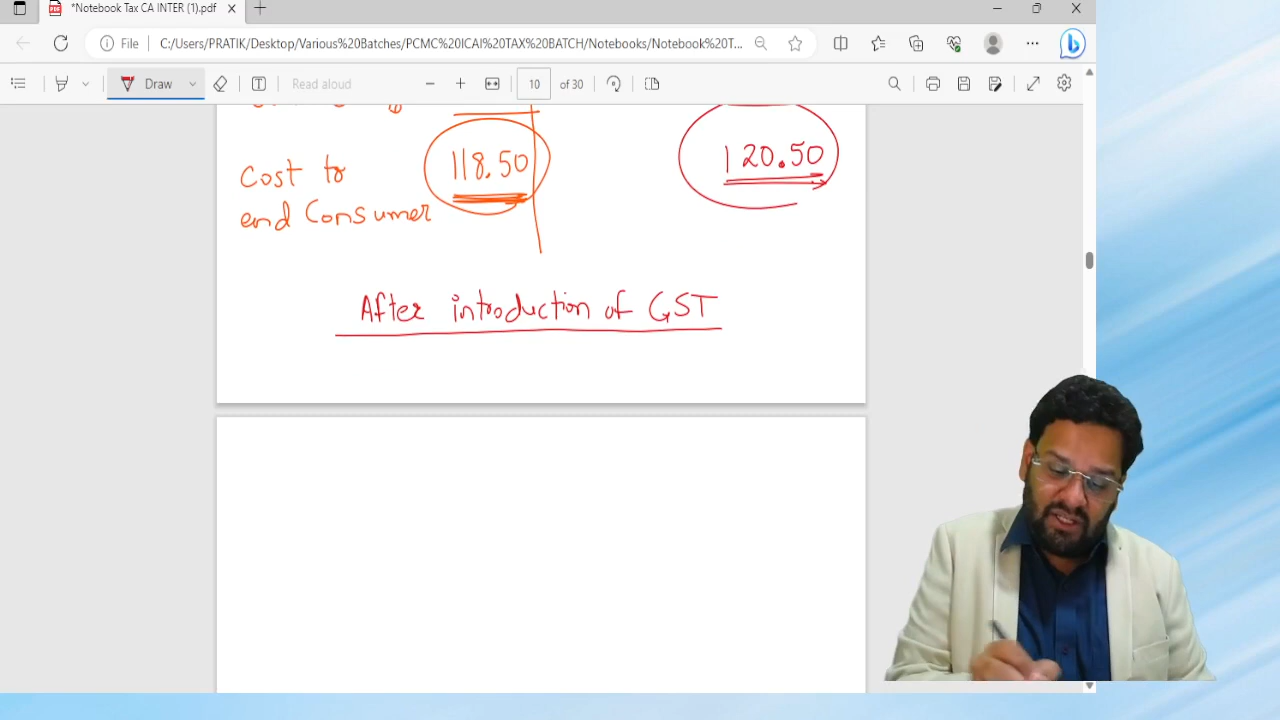 *Notebook Tax CA INTER (1).pdf
File C:/Users/PRATIK/Desktop/Various%20Batches/PCMC%20ICAI%20TAX%20BATCH/Notebooks/Notebook%20T...
Draw Read aloud 10 of 30
118.50 120.50
Cost to
end Consumer
After introduction of GST